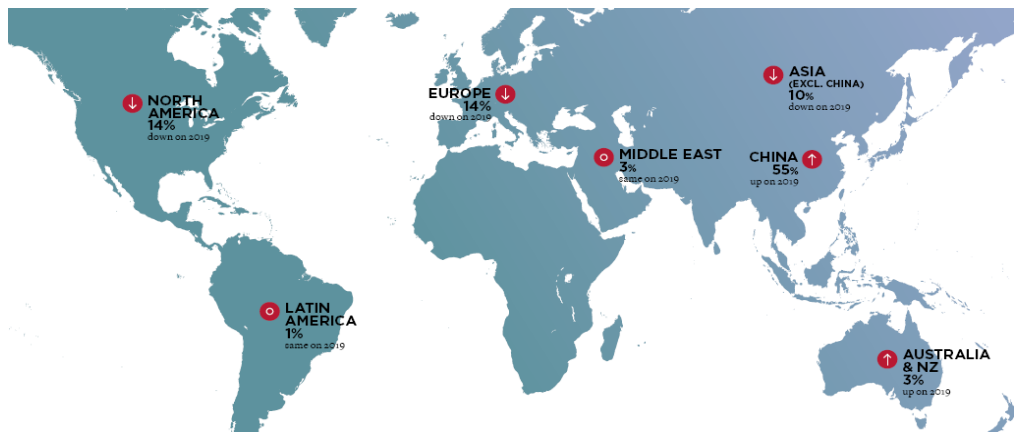 NORTH
AMERICA
14%
down on 2019
EUROPE
14%
down on 2019
ASIA
(EXCL. CHINA)
10%
down on 2019
MIDDLE EAST
3%
same on 2019
CHINA
55%
up on 2019
LATIN
AMERICA
1%
same on 2019
AUSTRALIA
& NZ
3%
up on 2019